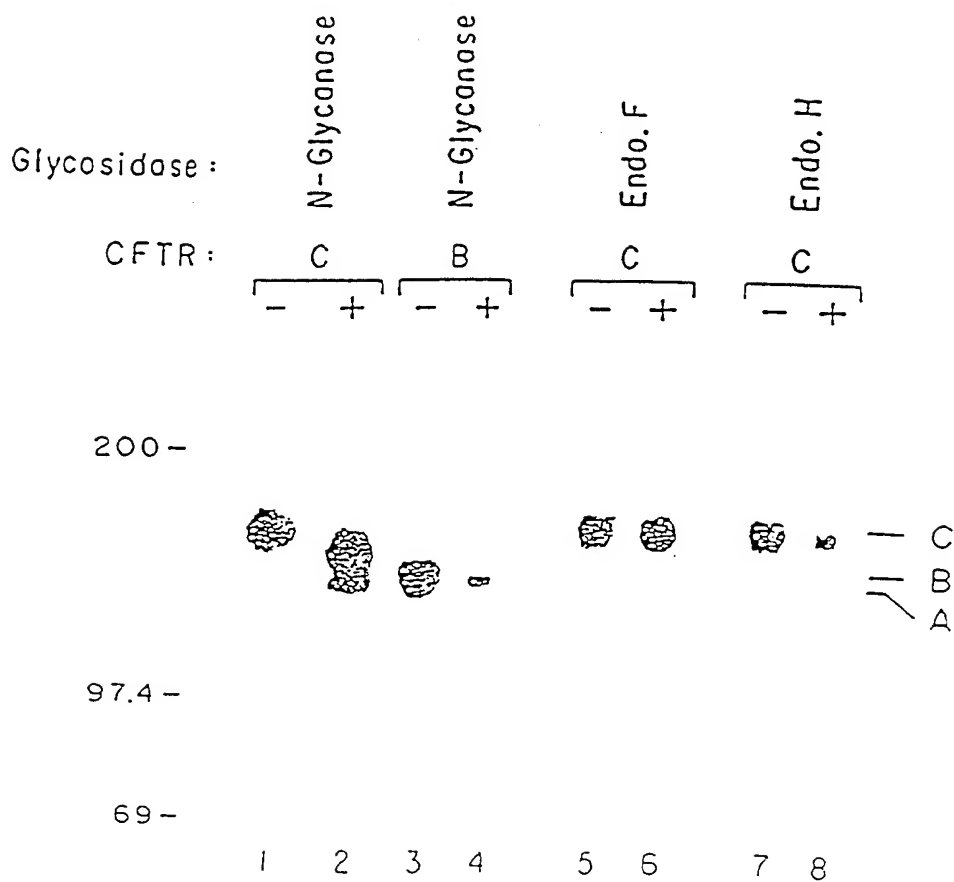 Glycosidase: N-Glycanase N-Glycanase Endo. F Endo. H
CFTR: C B C C
- + - + - + - +
200-
C
B
A
97.4-
69-
1 2 3 4 5 6 7 8